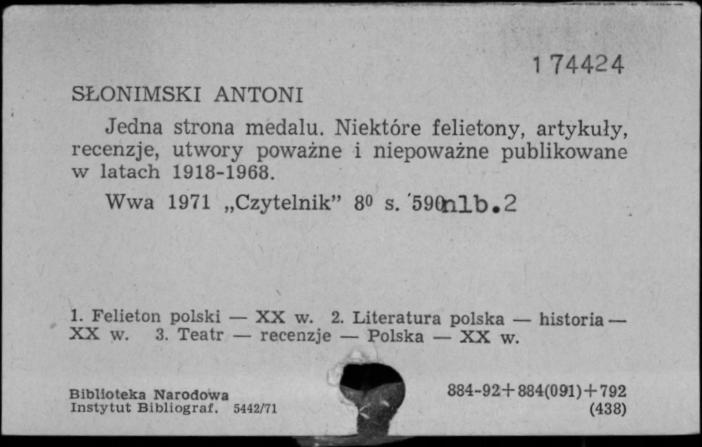 174424
SŁONIMSKI ANTONI
Jedna strona medalu. Niektóre felietony, artykuły,
recenzje, utwory poważne i niepoważne publikowane
w latach 1918-1968.
Wwa 1971 „Czytelnik” 8⁰ s. 590nlb.2
1. Felieton polski — XX w. 2. Literatura polska — historia —
XX w. 3. Teatr — recenzje — Polska — XX w.
Biblioteka Narodowa
Instytut Bibliograf. 5442/71
884-92+884(091)+792
(438)